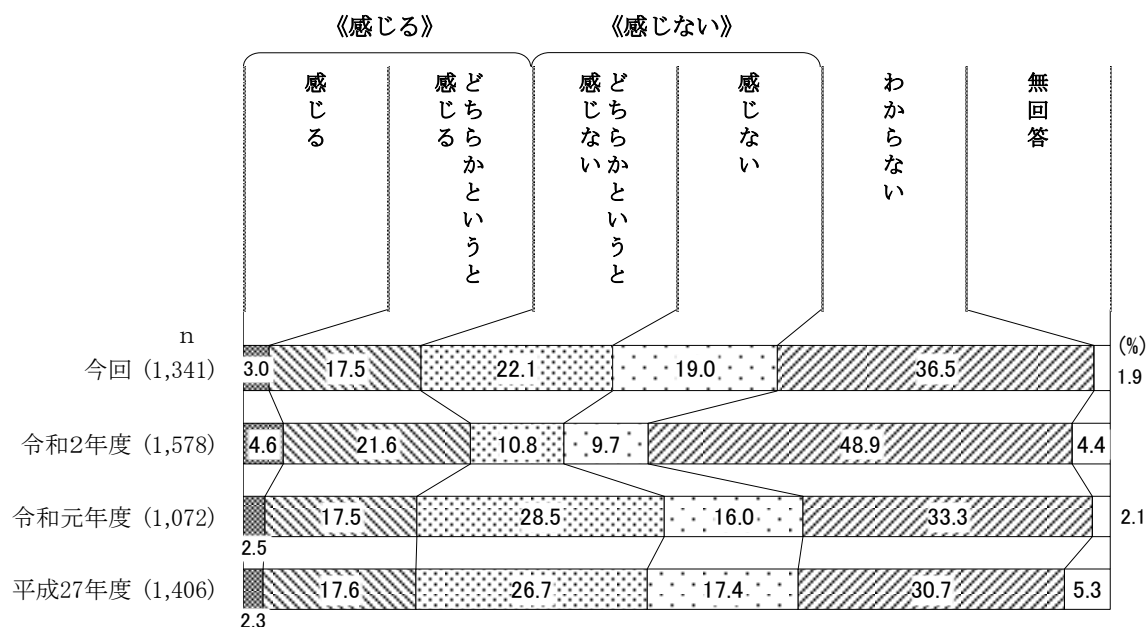 《感じる》
《感じない》
感じる
どちらかというと
感じる
どちらかというと
感じない
感じない
わからない
無回答
n
(%)
今回 (1,341)
3.0
17.5
22.1
19.0
36.5
1.9
令和2年度 (1,578)
4.6
21.6
10.8
9.7
48.9
4.4
令和元年度 (1,072)
2.5
17.5
28.5
16.0
33.3
2.1
平成27年度 (1,406)
2.3
17.6
26.7
17.4
30.7
5.3